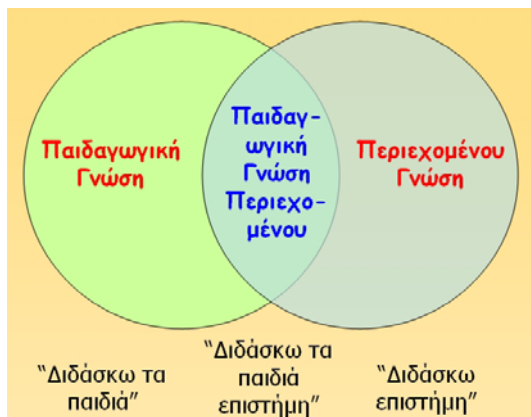 Παιδαγωγική
Γνώση
Παιδαγ-
ωγική
Γνώση
Περιεχο-
μένου
Περιεχομένου
Γνώση
“Διδάσκω τα
παιδιά”
“Διδάσκω τα
παιδιά
επιστήμη”
“Διδάσκω
επιστήμη”